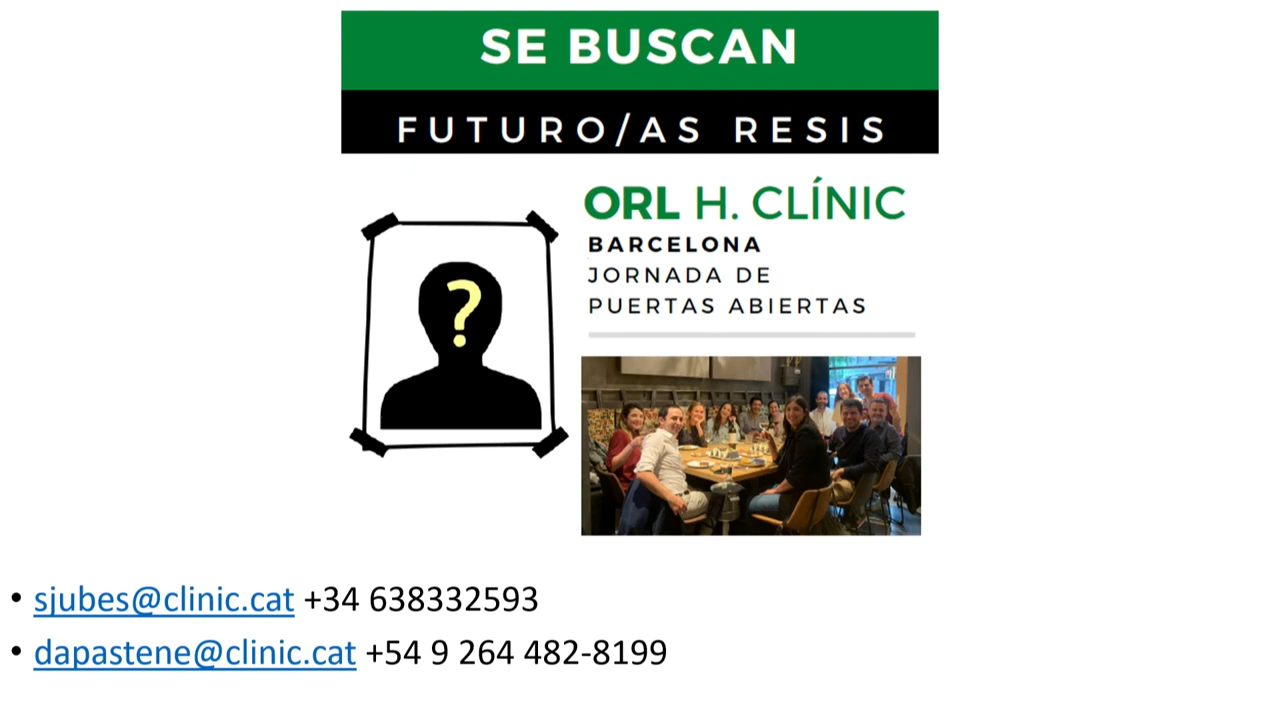 SE BUSCAN
FUTURO/AS RESIS
ORL H. CLÍNIC
BARCELONA
JORNADA DE
PUERTAS ABIERTAS
?
• sjubes@clinic.cat +34 638332593
• dapastene@clinic.cat +54 9 264 482-8199